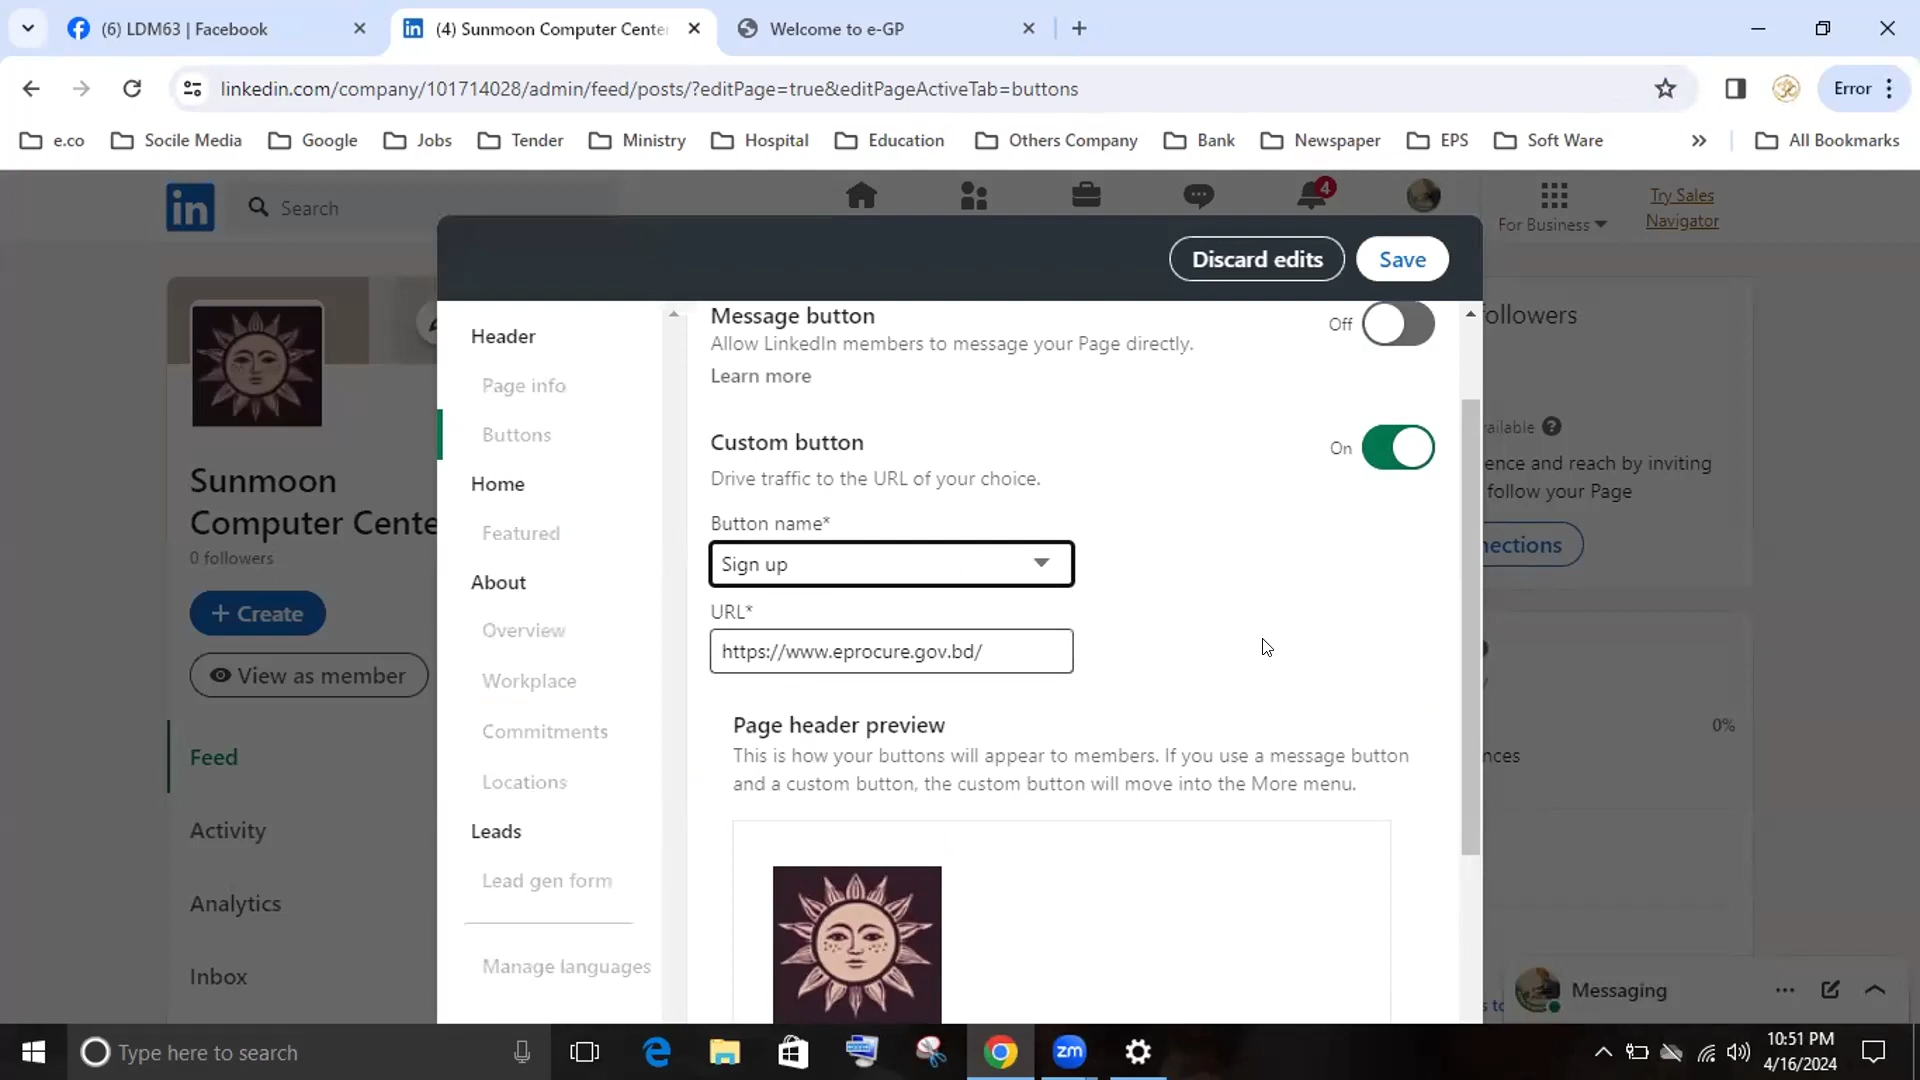 (6) LDM63 | Facebook
(4) Sunmoon Computer Cente
Welcome to e-GP
linkedin.com/company/101714028/admin/feed/posts/?editPage=true&editPageActiveTab=buttons
Error
e.co
Socile Media
Google
Jobs
Tender
Ministry
Hospital
Education
Others Company
Bank
Newspaper
EPS
Soft Ware
All Bookmarks
in
Search
4
For Business
Try Sales
Navigator
Discard edits
Save
Header
Page info
Buttons
Home
Featured
About
Overview
Workplace
Commitments
Locations
Leads
Lead gen form
Manage languages
Message button
Off
Allow LinkedIn members to message your Page directly.
Learn more
Custom button
On
Drive traffic to the URL of your choice.
Button name*
Sign up
URL*
https://www.eprocure.gov.bd/
Page header preview
This is how your buttons will appear to members. If you use a message button
and a custom button, the custom button will move into the More menu.
Sunmoon
Computer Cente
0 followers
Create
View as member
Feed
Activity
Analytics
Inbox
ollowers
ence and reach by inviting
follow your Page
nections
0%
nces
Messaging
Type here to search
zm
10:51 PM
4/16/2024